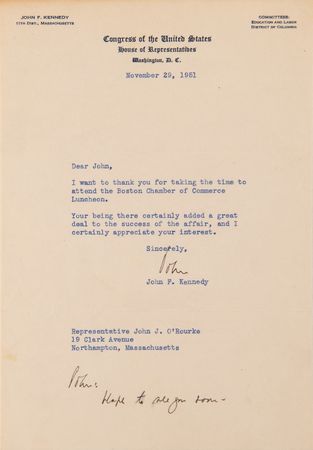 JOHN F. KENNEDY
11TH DIST., MASSACHUSETTS
COMMITTEES:
EDUCATION AND LABOR
DISTRICT OF COLUMBIA
Congress of the United States
House of Representatives
Washington, D. C.
November 29, 1951
Dear John,
I want to thank you for taking the time to
attend the Boston Chamber of Commerce
Luncheon.
Your being there certainly added a great
deal to the success of the affair, and I
certainly appreciate your interest.
Sincerely,
John
John F. Kennedy
Representative John J. O'Rourke
19 Clark Avenue
Northampton, Massachusetts
John:
Hope to see you soon -